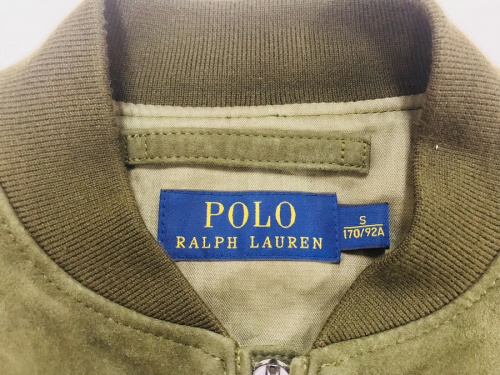 POLO
RALPH LAUREN
S
170/92A